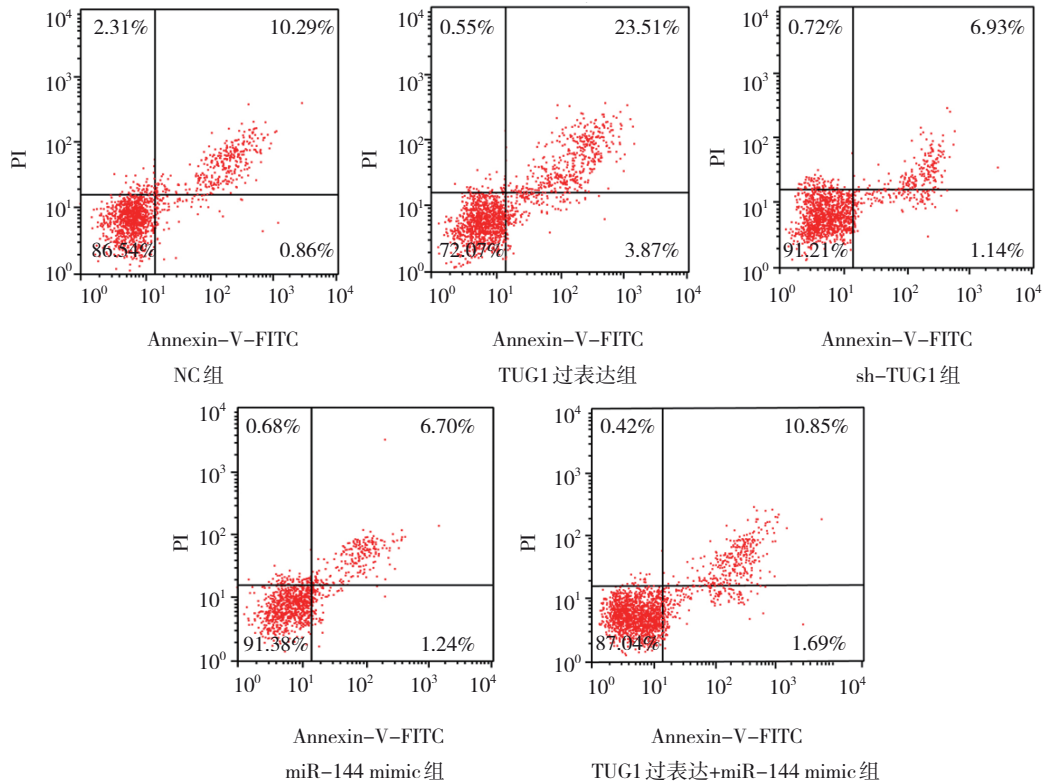 10⁴
2.31% 10.29%
10³
10²
PI
10¹
86.54% 0.86%
10⁰
10⁰ 10¹ 10² 10³ 10⁴
Annexin-V-FITC
NC组
10⁴
0.55% 23.51%
10³
10²
PI
10¹
72.07% 3.87%
10⁰
10⁰ 10¹ 10² 10³ 10⁴
Annexin-V-FITC
TUG1过表达组
10⁴
0.72% 6.93%
10³
10²
PI
10¹
91.21% 1.14%
10⁰
10⁰ 10¹ 10² 10³ 10⁴
Annexin-V-FITC
sh-TUG1组
10⁴
0.68% 6.70%
10³
10²
PI
10¹
91.38% 1.24%
10⁰
10⁰ 10¹ 10² 10³ 10⁴
Annexin-V-FITC
miR-144 mimic组
10⁴
0.42% 10.85%
10³
10²
PI
10¹
87.04% 1.69%
10⁰
10⁰ 10¹ 10² 10³ 10⁴
Annexin-V-FITC
TUG1过表达+miR-144 mimic组